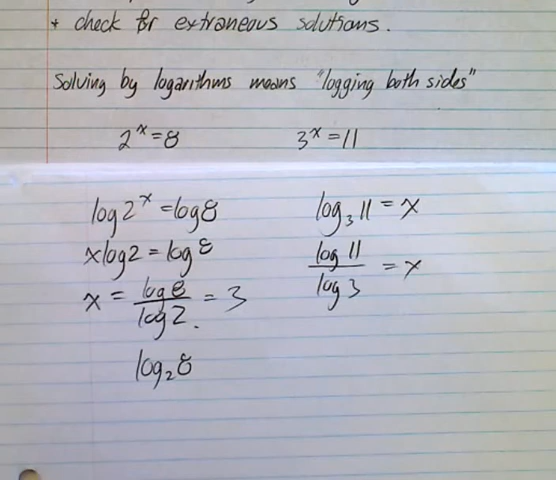 * check for extraneous solutions.
Solving by logarithms means "logging both sides"
2^x = 8
3^x = 11
log 2^x = log 8
x log 2 = log 8
x = log 8 / log 2 = 3
log₂ 8
log₃ 11 = x
log 11 / log 3 = x